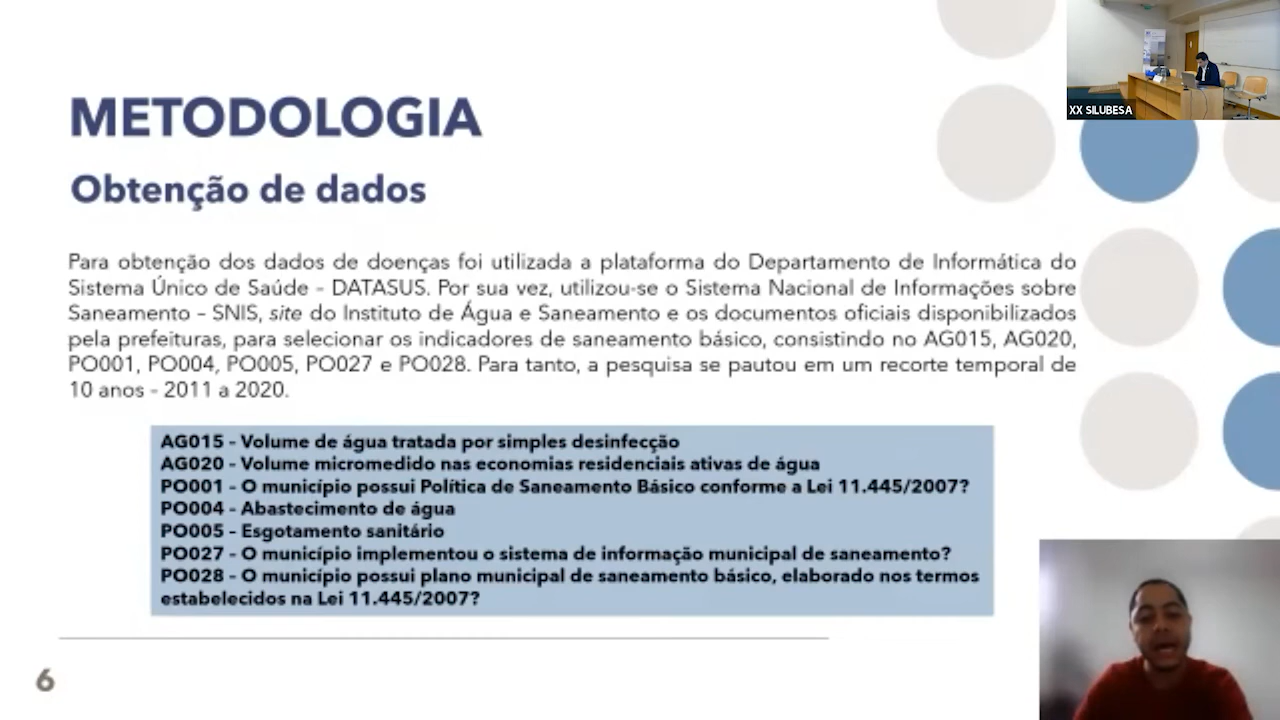 METODOLOGIA
Obtenção de dados
Para obtenção dos dados de doenças foi utilizada a plataforma do Departamento de Informática do
Sistema Único de Saúde - DATASUS. Por sua vez, utilizou-se o Sistema Nacional de Informações sobre
Saneamento - SNIS, site do Instituto de Água e Saneamento e os documentos oficiais disponibilizados
pela prefeituras, para selecionar os indicadores de saneamento básico, consistindo no AG015, AG020,
PO001, PO004, PO005, PO027 e PO028. Para tanto, a pesquisa se pautou em um recorte temporal de
10 anos - 2011 a 2020.
AG015 - Volume de água tratada por simples desinfecção
AG020 - Volume micromedido nas economias residenciais ativas de água
PO001 - O município possui Política de Saneamento Básico conforme a Lei 11.445/2007?
PO004 - Abastecimento de água
PO005 - Esgotamento sanitário
PO027 - O município implementou o sistema de informação municipal de saneamento?
PO028 - O município possui plano municipal de saneamento básico, elaborado nos termos
estabelecidos na Lei 11.445/2007?
6
XX SILUBESA